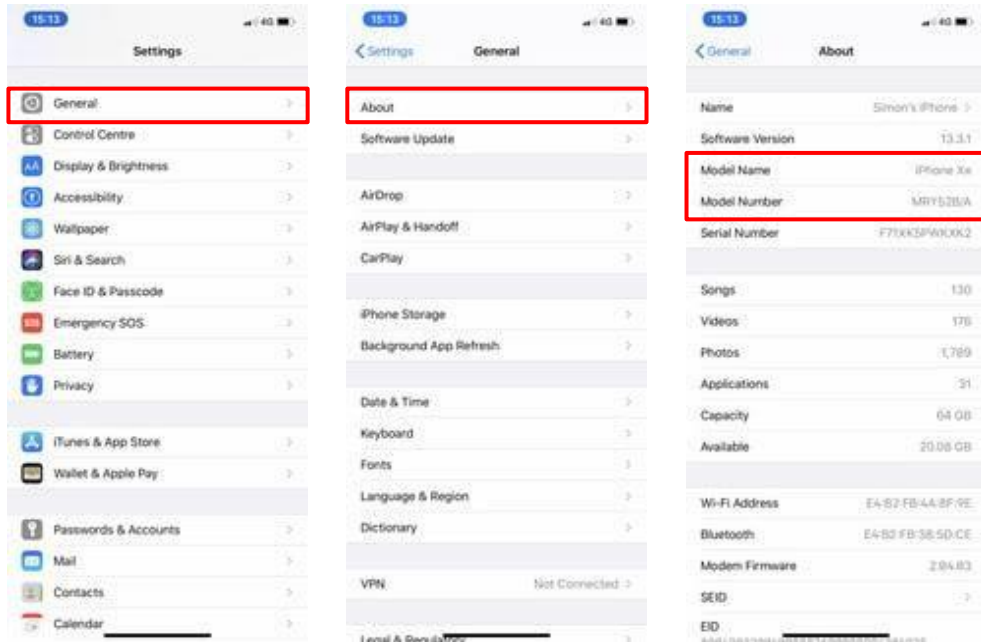 15:13
4G
Settings
General
Control Centre
Display & Brightness
Accessibility
Wallpaper
Siri & Search
Face ID & Passcode
Emergency SOS
Battery
Privacy
iTunes & App Store
Wallet & Apple Pay
Passwords & Accounts
Mail
Contacts
Calendar
15:13
4G
Settings
General
About
Software Update
AirDrop
AirPlay & Handoff
CarPlay
iPhone Storage
Background App Refresh
Date & Time
Keyboard
Fonts
Language & Region
Dictionary
VPN Not Connected
Legal & Regulatory
15:13
4G
General
About
Name Simon's iPhone
Software Version 13.3.1
Model Name iPhone
Model Number
Serial Number
Songs 130
Videos 176
Photos 1,789
Applications 31
Capacity 64 GB
Available 20.08 GB
Wi-Fi Address
Bluetooth
Modem Firmware
SEID
EID